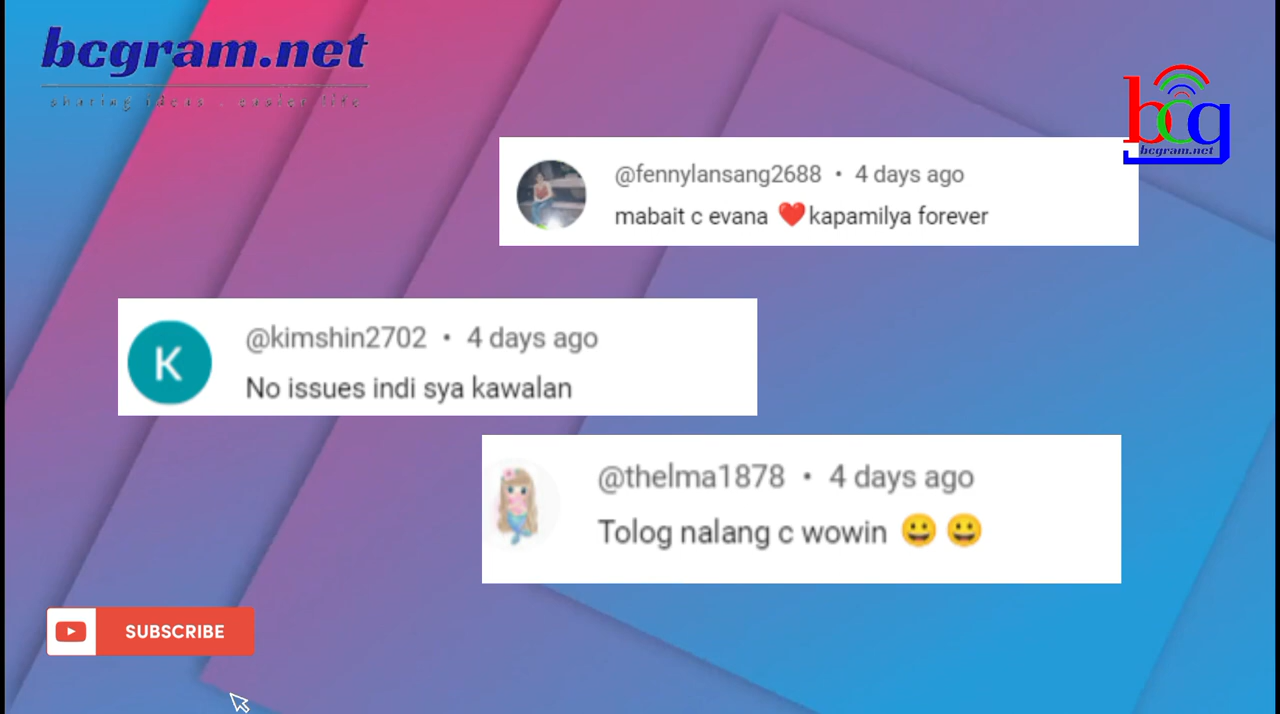 bcgram.net
sharing ideas . easier life
bcg
bcgram.net
@fennylansang2688 • 4 days ago
mabait c evana ❤️kapamilya forever
K
@kimshin2702 • 4 days ago
No issues indi sya kawalan
@thelma1878 • 4 days ago
Tolog nalang c wowin 😀 😀
SUBSCRIBE